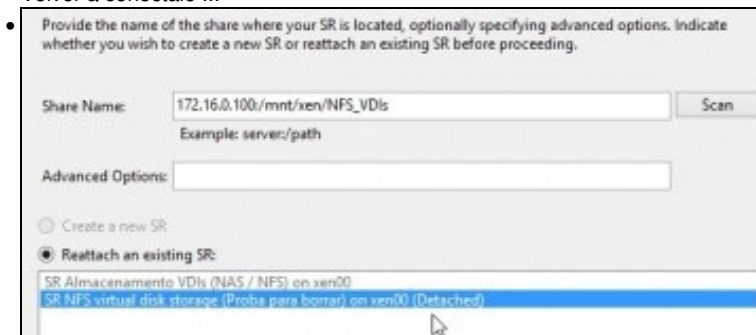 Provide the name of the share where your SR is located, optionally specifying advanced options. Indicate
whether you wish to create a new SR or reattach an existing SR before proceeding.
Share Name: 172.16.0.100:/mnt/xen/NFS_VDIs Scan
Example: server:/path
Advanced Options:
Create a new SR
Reattach an existing SR:
SR Almacenamento VDIs (NAS / NFS) on xen00
SR NFS virtual disk storage (Proba para borrar) on xen00 (Detached)